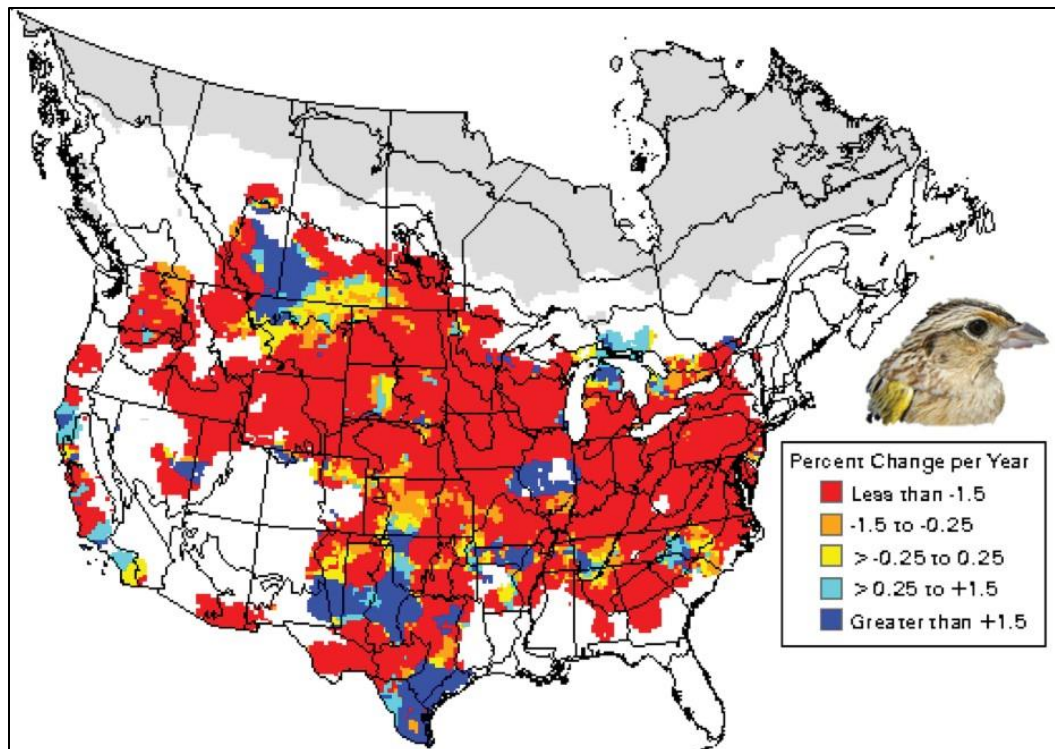 Percent Change per Year
Less than -1.5
-1.5 to -0.25
>-0.25 to 0.25
>0.25 to +1.5
Greater than +1.5